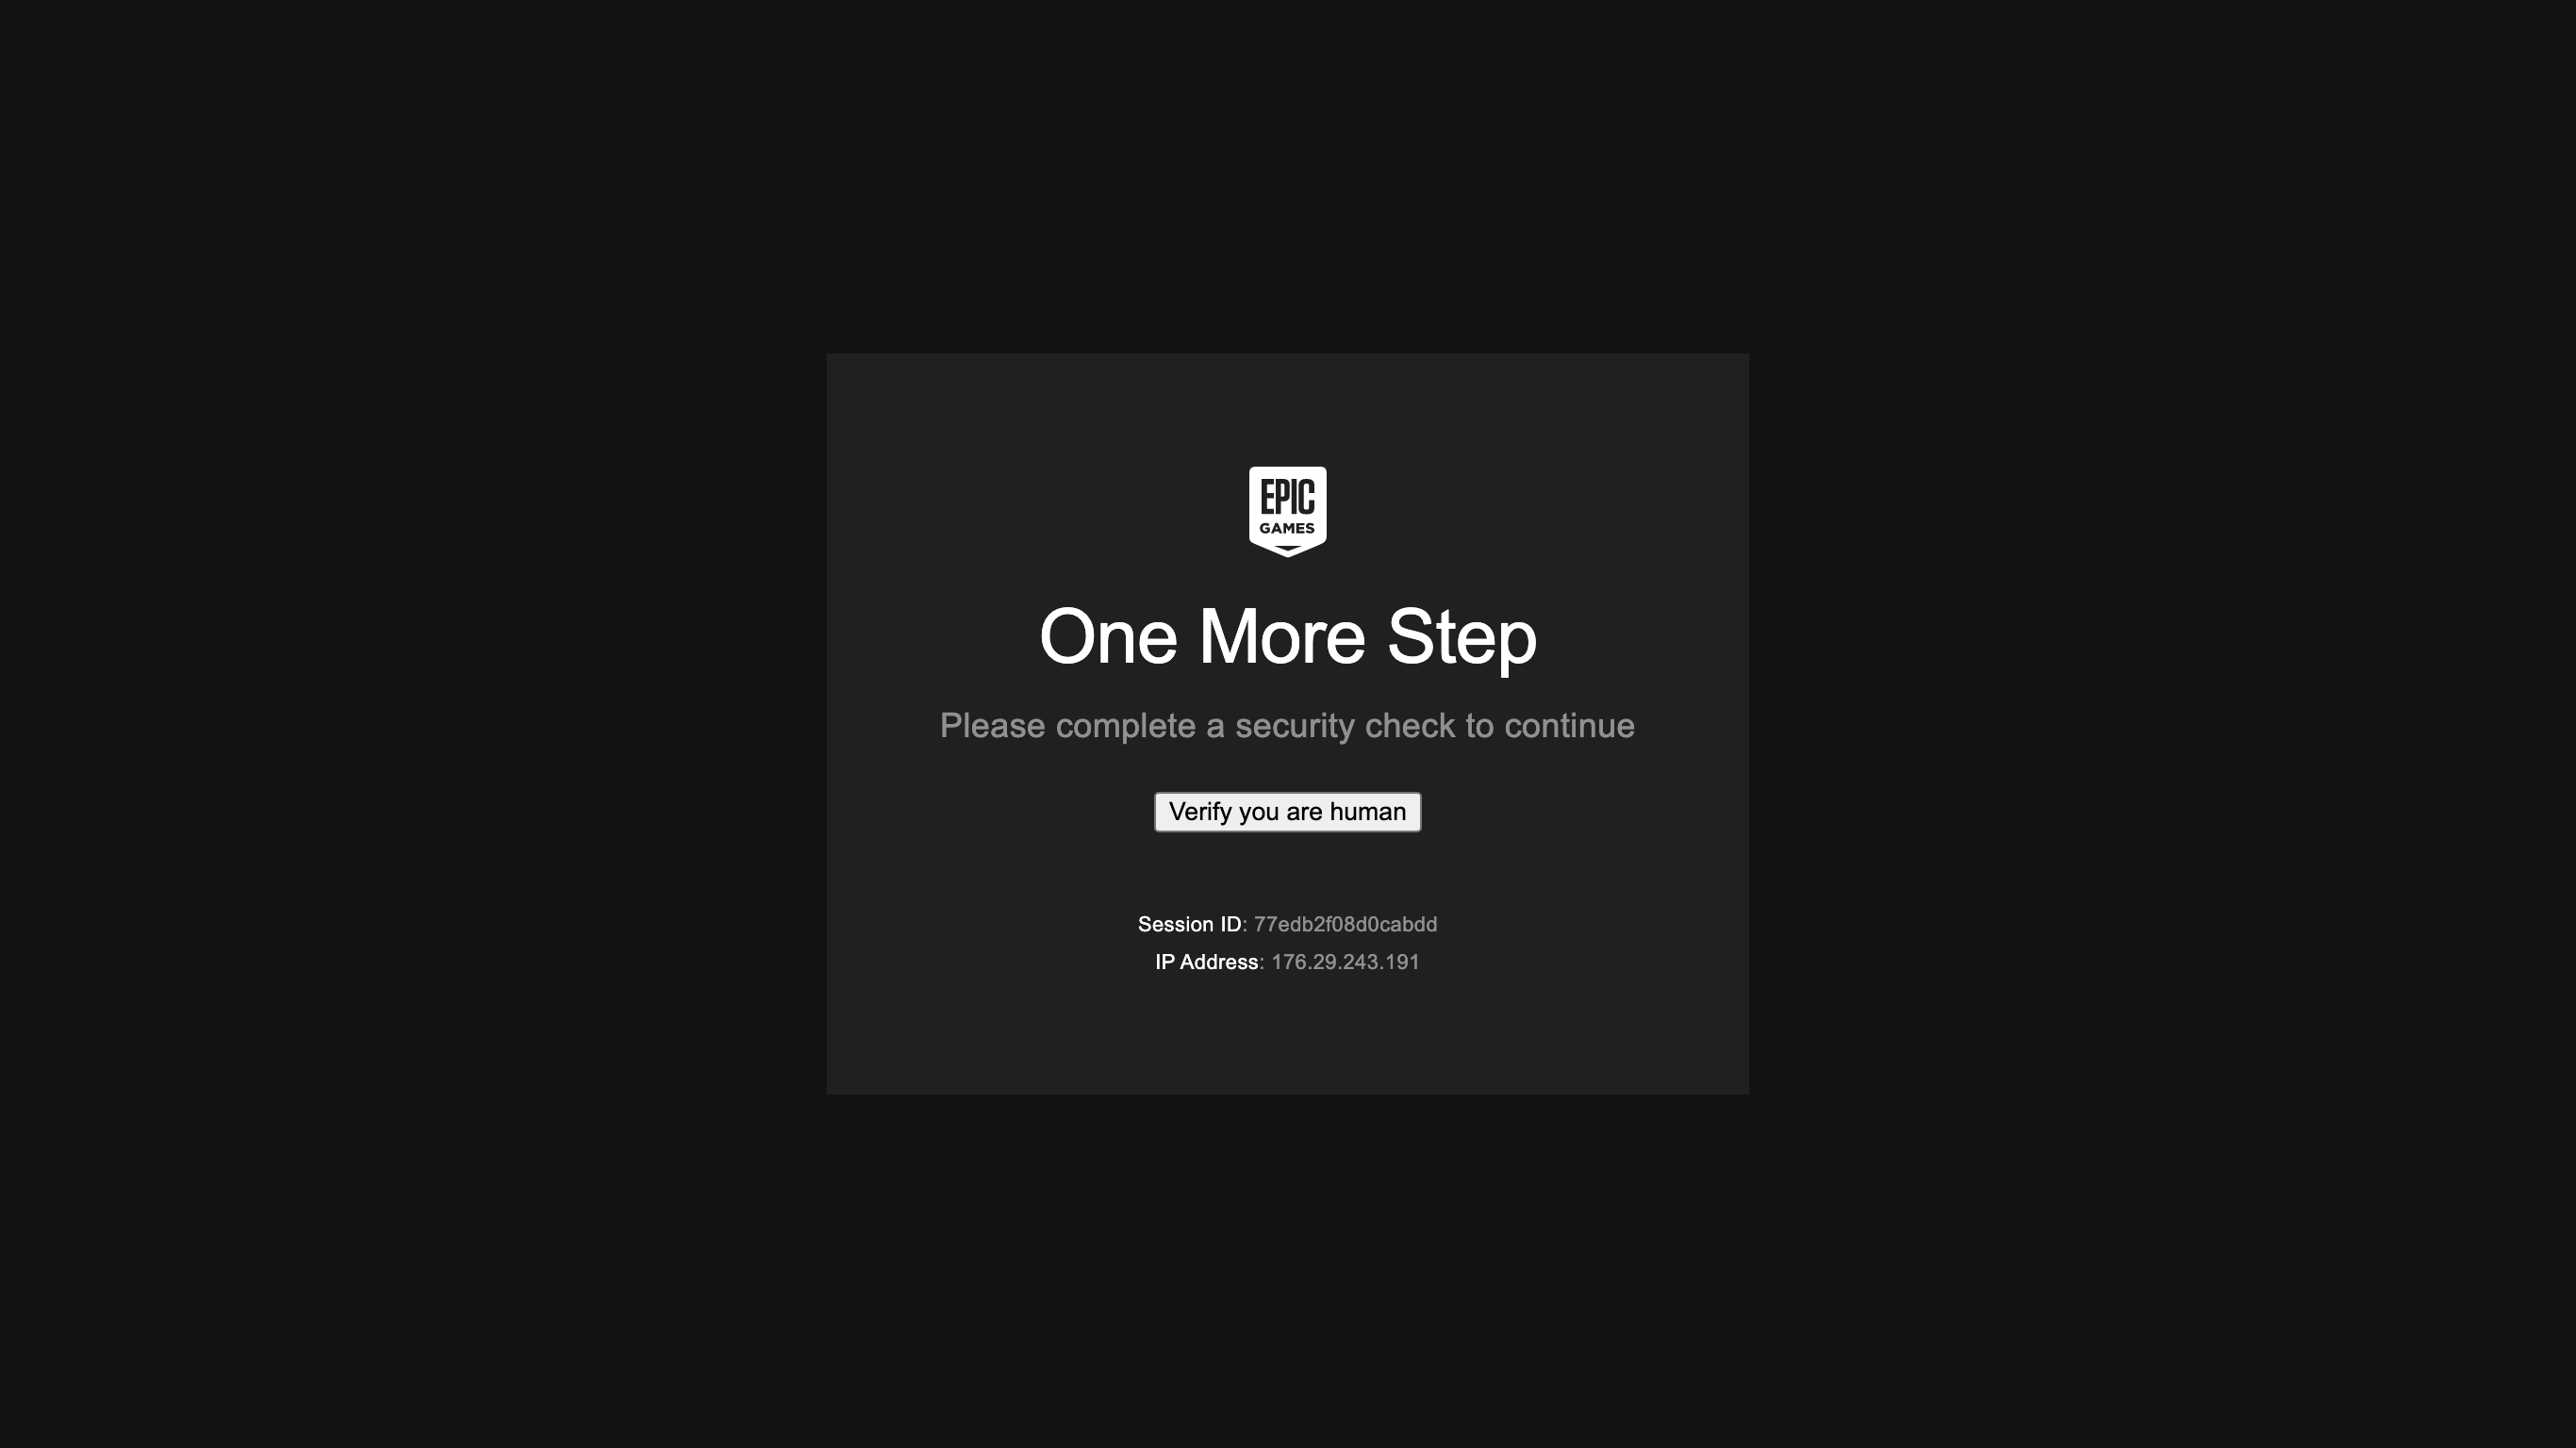 EPIC
GAMES
One More Step
Please complete a security check to continue
Verify you are human
Session ID: 77edb2f08d0cabdd
IP Address: 176.29.243.191